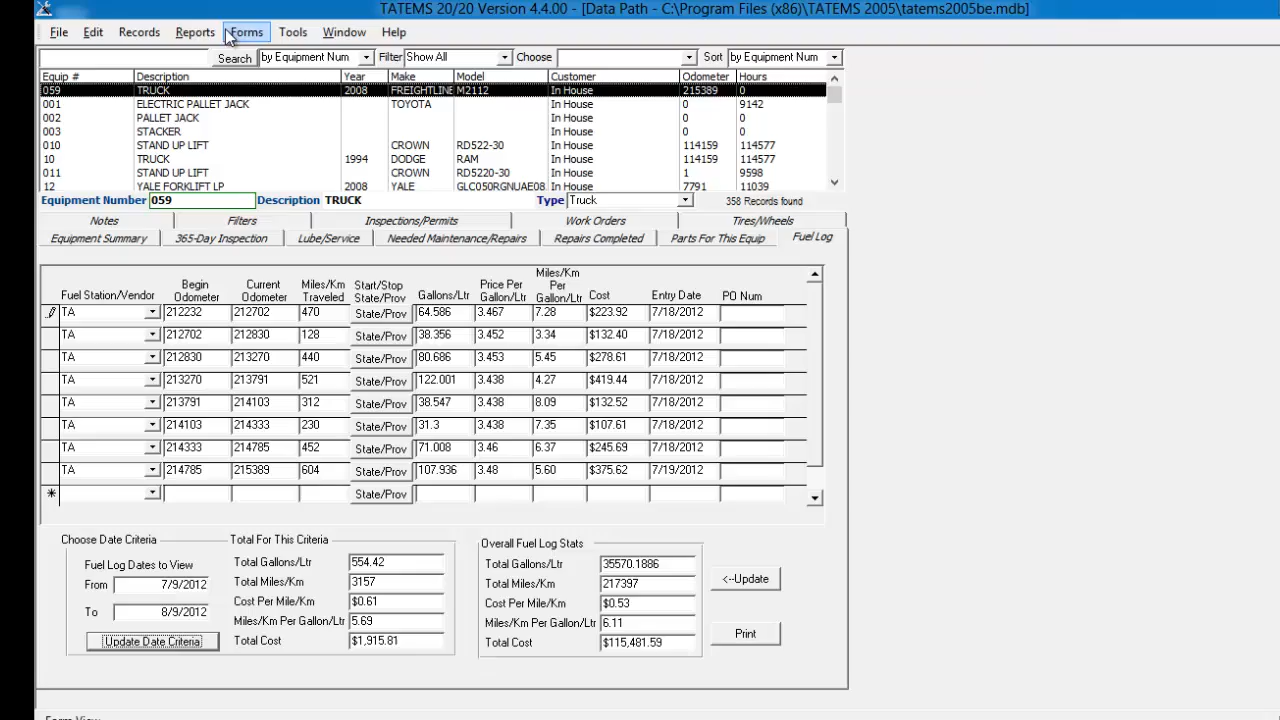 TATEMS 20/20 Version 4.4.00 - [Data Path - C:\Program Files (x86)\TATEMS 2005\tatems2005be.mdb]
File Edit Records Reports Forms Tools Window Help
Search by Equipment Num Filter: Show All Choose Sort by Equipment Num
Equip # Description Year Make Model Customer Odometer Hours
059 TRUCK 2008 FREIGHTLINE M2112 In House 215389 0
001 ELECTRIC PALLET JACK TOYOTA In House 0 9142
002 PALLET JACK In House 0 0
003 STACKER In House 0 0
010 STAND UP LIFT CROWN RD522-30 In House 114159 114577
10 TRUCK 1994 DODGE RAM In House 114159 114577
011 STAND UP LIFT CROWN RD5220-30 In House 1 9598
12 YALE FORKLIFT LP 2008 YALE GLC050RGNUAE08. In House 7791 11039
Equipment Number 059 Description TRUCK Type Truck 358 Records found
Notes Filters Inspections/Permits Work Orders Tires/Wheels
Equipment Summary 365-Day Inspection Lube/Service Needed Maintenance/Repairs Repairs Completed Parts For This Equip Fuel Log
Fuel Station/Vendor Begin Odometer Current Odometer Miles/Km Traveled Start/Stop State/Prov Gallons/Ltr Price Per Gallon/Ltr Miles/Km Per Gallon/Ltr Cost Entry Date PO Num
TA 212232 212702 470 State/Prov 64.586 3.467 7.28 $223.92 7/18/2012
TA 212702 212830 128 State/Prov 38.356 3.452 3.34 $132.40 7/18/2012
TA 212830 213270 440 State/Prov 80.686 3.453 5.45 $278.61 7/18/2012
TA 213270 213791 521 State/Prov 122.001 3.438 4.27 $419.44 7/18/2012
TA 213791 214103 312 State/Prov 38.547 3.438 8.09 $132.52 7/18/2012
TA 214103 214333 230 State/Prov 31.3 3.438 7.35 $107.61 7/18/2012
TA 214333 214785 452 State/Prov 71.008 3.46 6.37 $245.69 7/18/2012
TA 214785 215389 604 State/Prov 107.936 3.48 5.60 $375.62 7/19/2012
State/Prov
Choose Date Criteria Total For This Criteria Overall Fuel Log Stats
Fuel Log Dates to View Total Gallons/Ltr 554.42 Total Gallons/Ltr 35570.1886
From 7/9/2012 Total Miles/Km 3157 Total Miles/Km 217397 <--Update
To 8/9/2012 Cost Per Mile/Km $0.61 Cost Per Mile/Km $0.53
Miles/Km Per Gallon/Ltr 5.69 Miles/Km Per Gallon/Ltr 6.11
Update Date Criteria Total Cost $1,915.81 Total Cost $115,481.59 Print
Form View